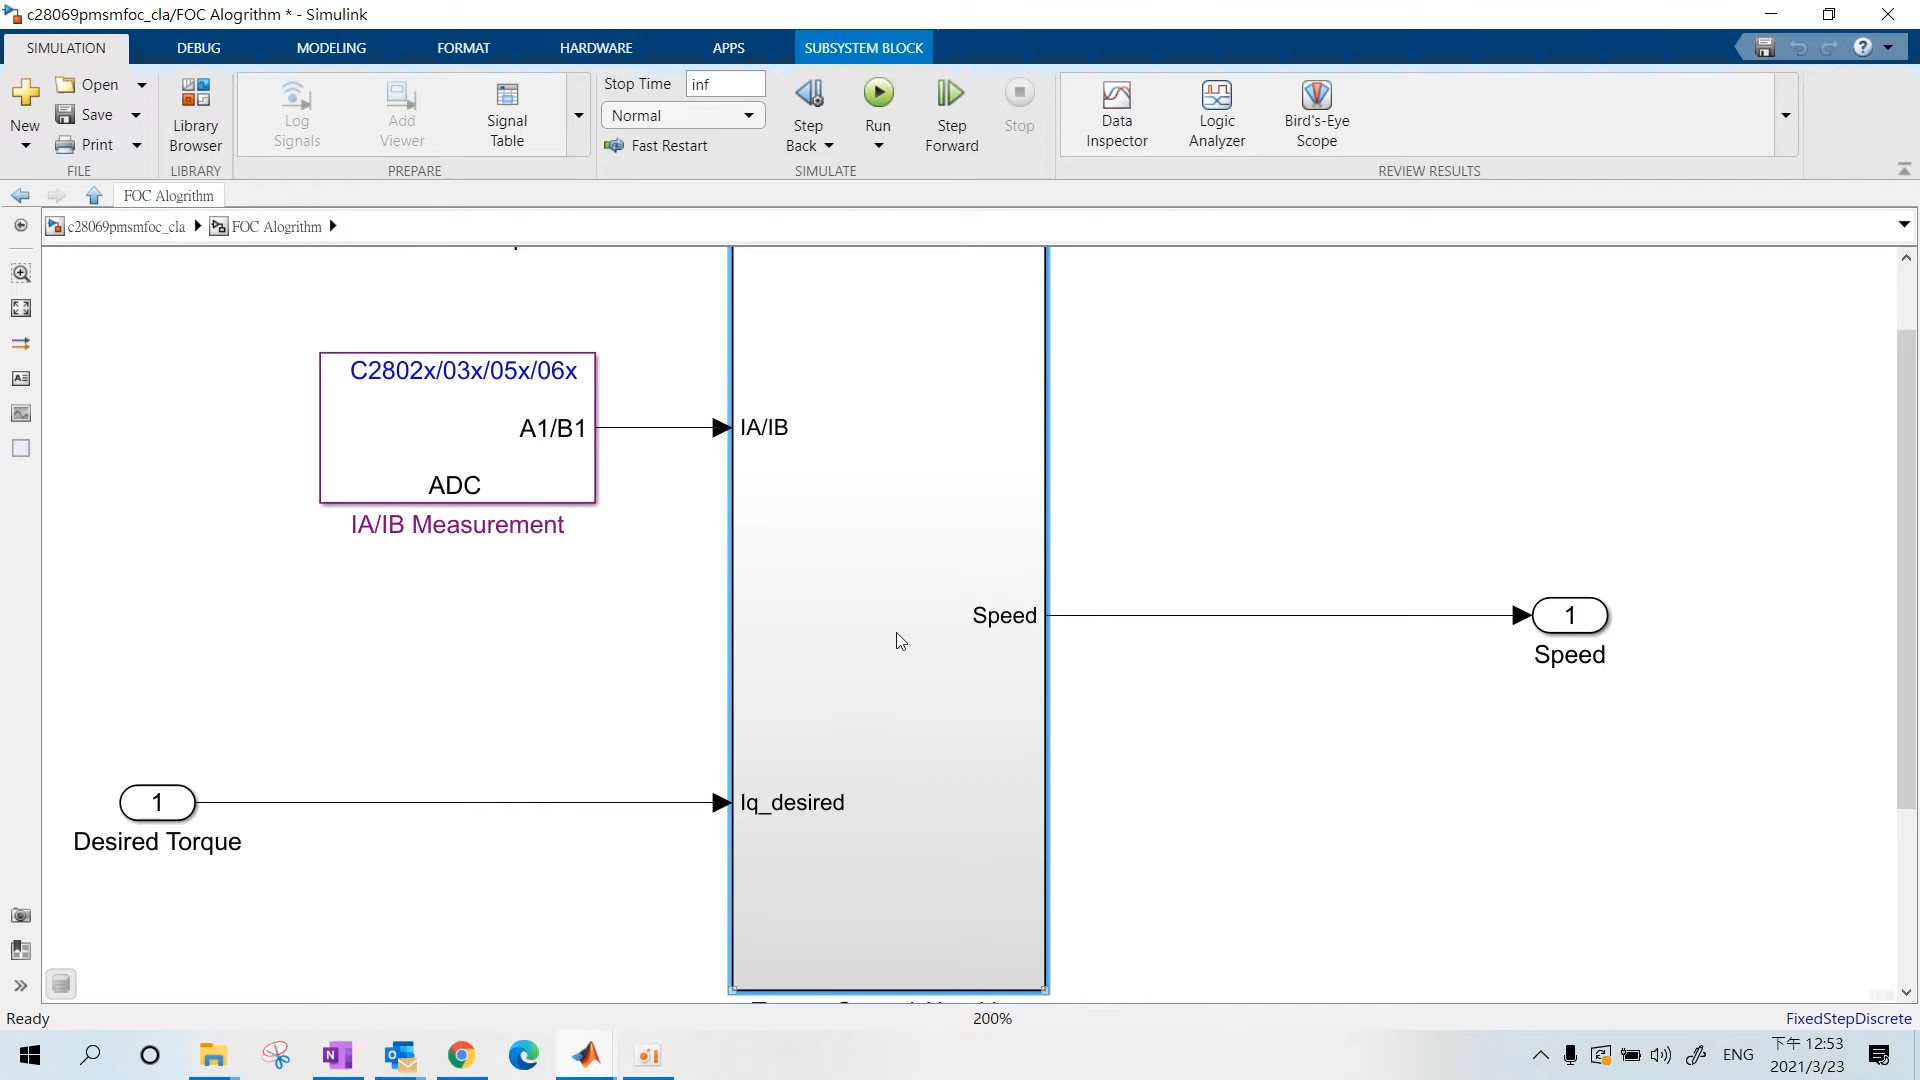 c28069pmsmfoc_cla/FOC Alogrithm * - Simulink
SIMULATION DEBUG MODELING FORMAT HARDWARE APPS SUBSYSTEM BLOCK
New
Open
Save
Print
FILE
Library
Browser
LIBRARY
Log
Signals
Add
Viewer
Signal
Table
PREPARE
Stop Time inf
Normal
Fast Restart
Step
Back
Run
Step
Forward
Stop
SIMULATE
Data
Inspector
Logic
Analyzer
Bird's-Eye
Scope
REVIEW RESULTS
FOC Alogrithm
c28069pmsmfoc_cla FOC Alogrithm
C2802x/03x/05x/06x
A1/B1
ADC
IA/IB Measurement
IA/IB
Speed
1
Speed
1
Desired Torque
Iq_desired
Ready
200%
FixedStepDiscrete
ENG
下午 12:53
2021/3/23